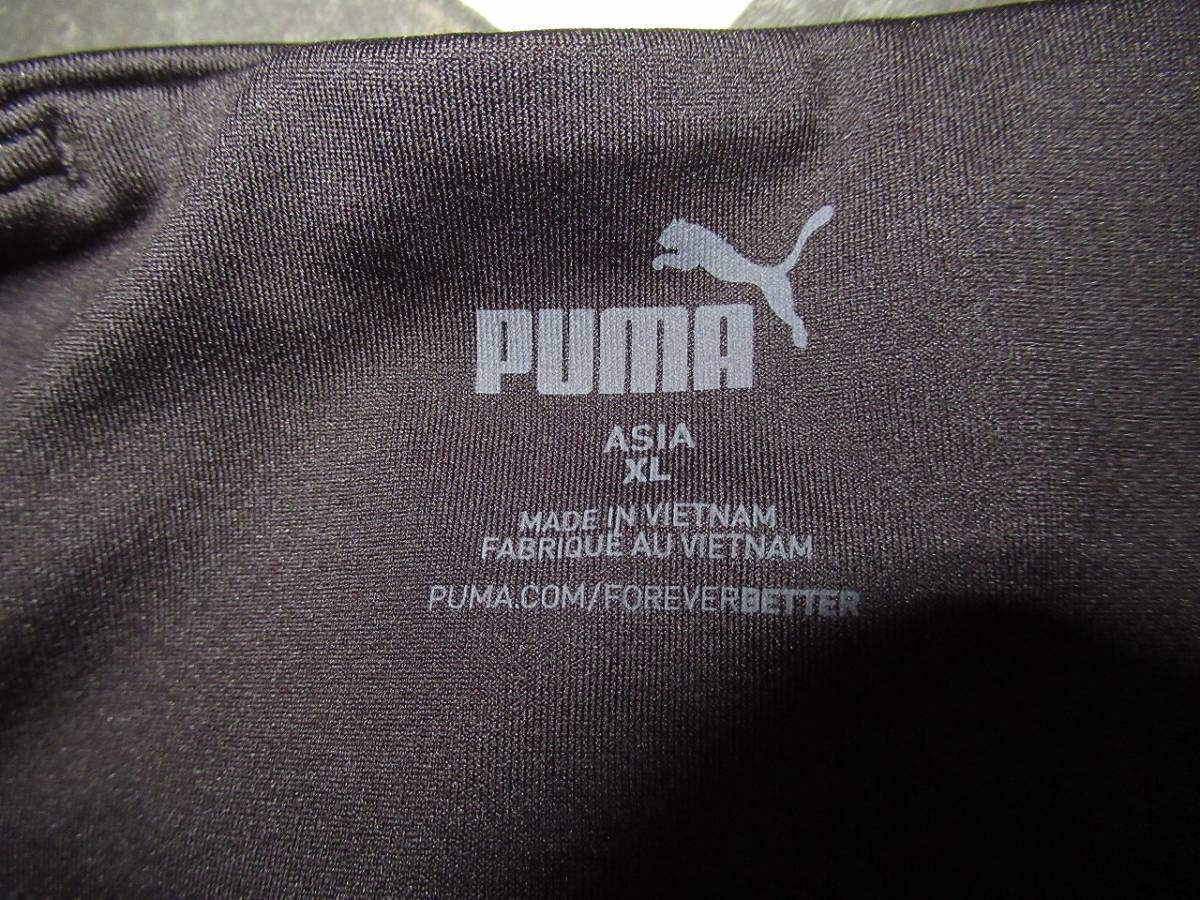 PUMA
ASIA
XL
MADE IN VIETNAM
FABRIQUE AU VIETNAM
PUMA.COM/FOREVERBETTER